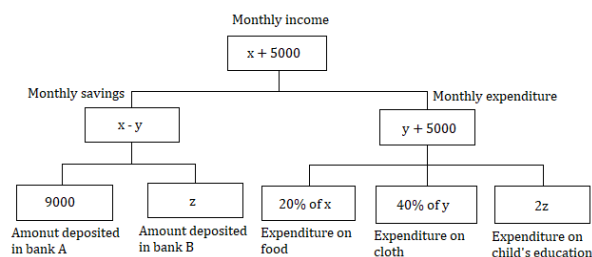 Monthly income
x + 5000
Monthly savings
Monthly expenditure
x - y
y + 5000
9000
z
20% of x
40% of y
2z
Amonut deposited
in bank A
Amount deposited
in bank B
Expenditure on
food
Expenditure on
cloth
Expenditure on
child's education